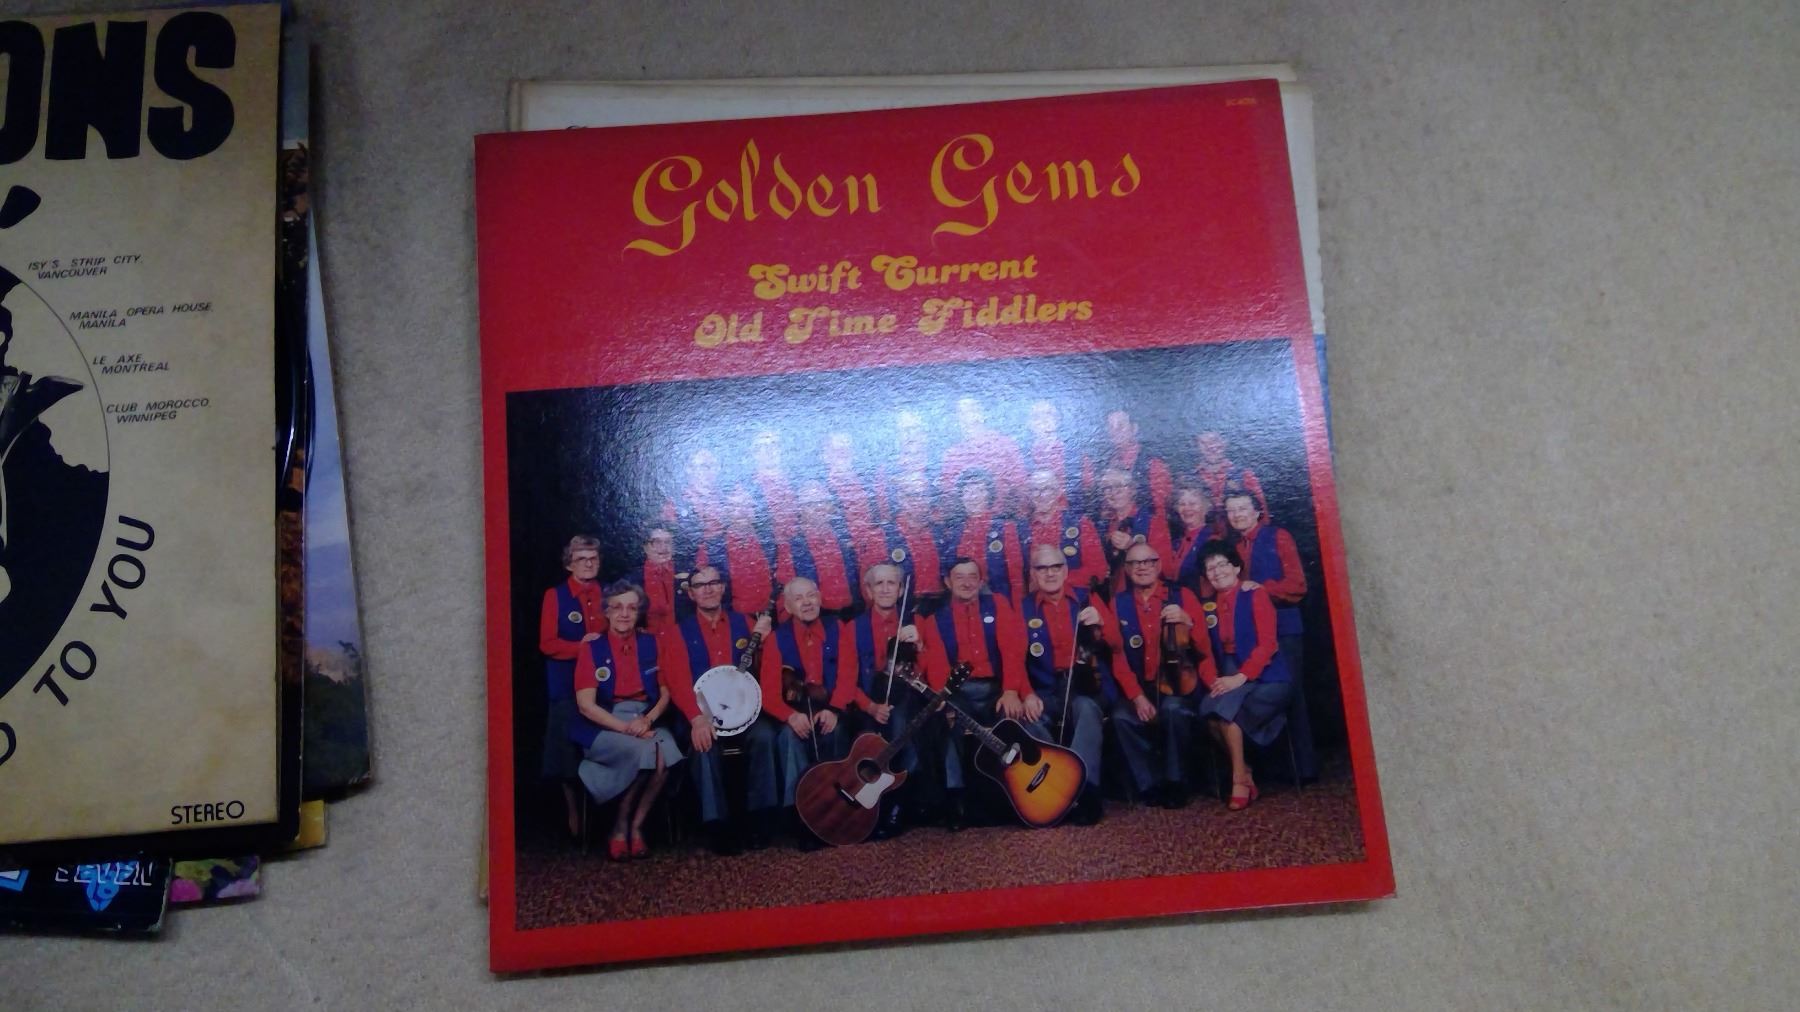 ONS
ISY'S STRIP CITY,
VANCOUVER
MANILA OPERA HOUSE,
MANILA
LE AXE,
MONTREAL
CLUB MOROCCO,
WINNIPEG
TO YOU
STEREO
SEVEN
Golden Gems
Swift Current
Old Time Fiddlers